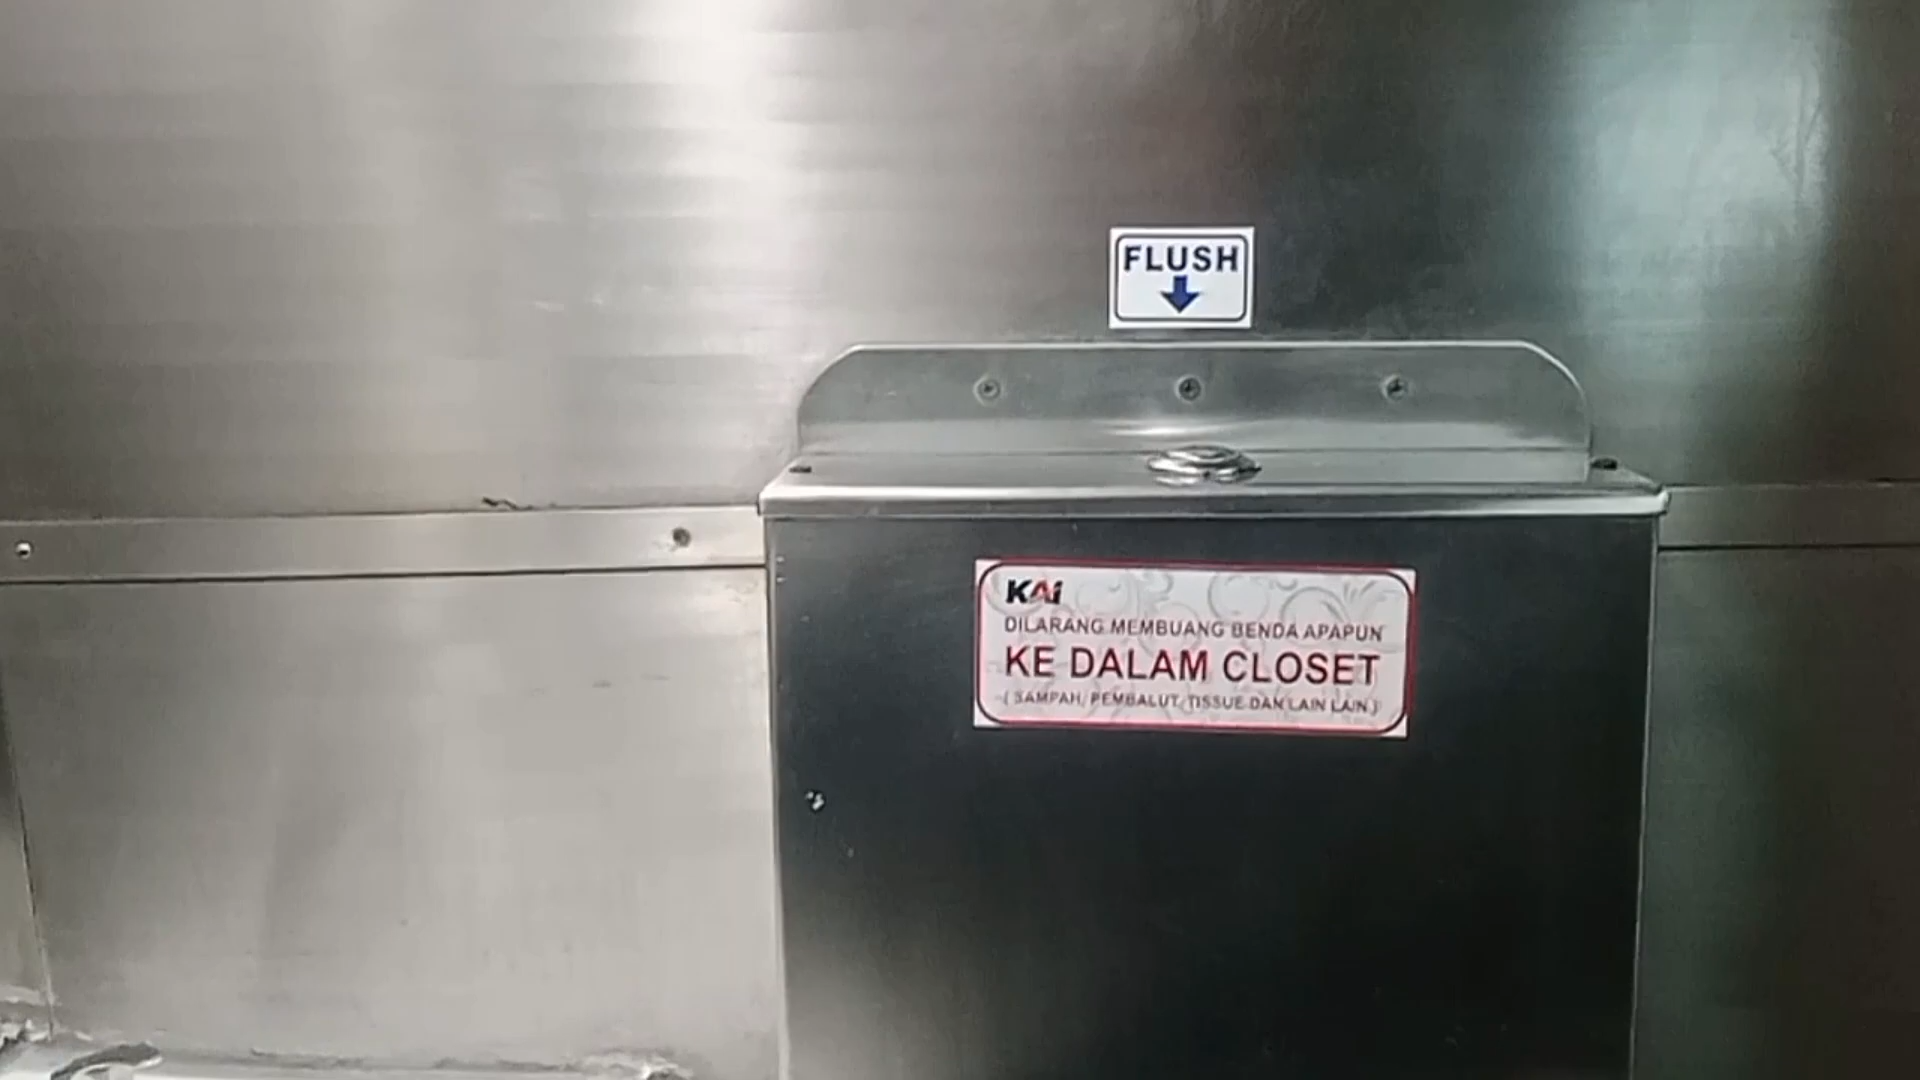 FLUSH
KAI
DILARANG MEMBUANG BENDA APAPUN
KE DALAM CLOSET
( SAMPAH, PEMBALUT, TISSUE DAN LAIN LAIN )